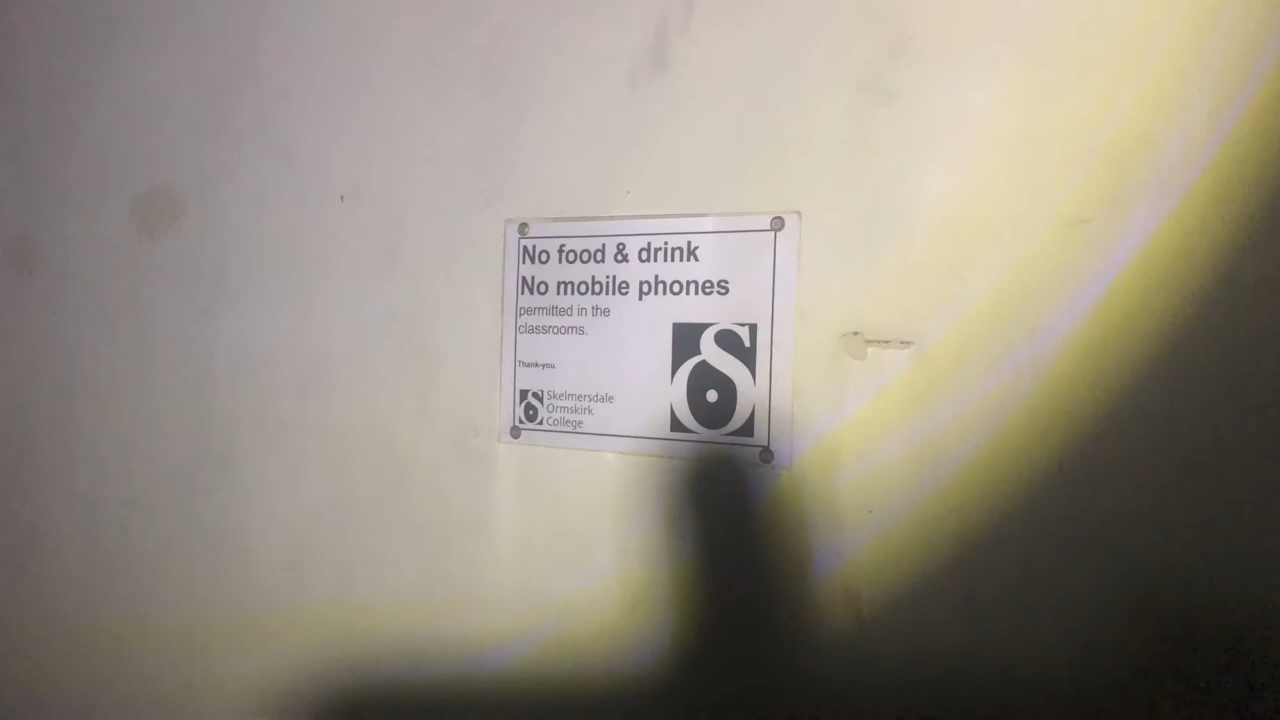 No food & drink
No mobile phones
permitted in the
classrooms.
Thank-you.
Skelmersdale
Ormskirk
College